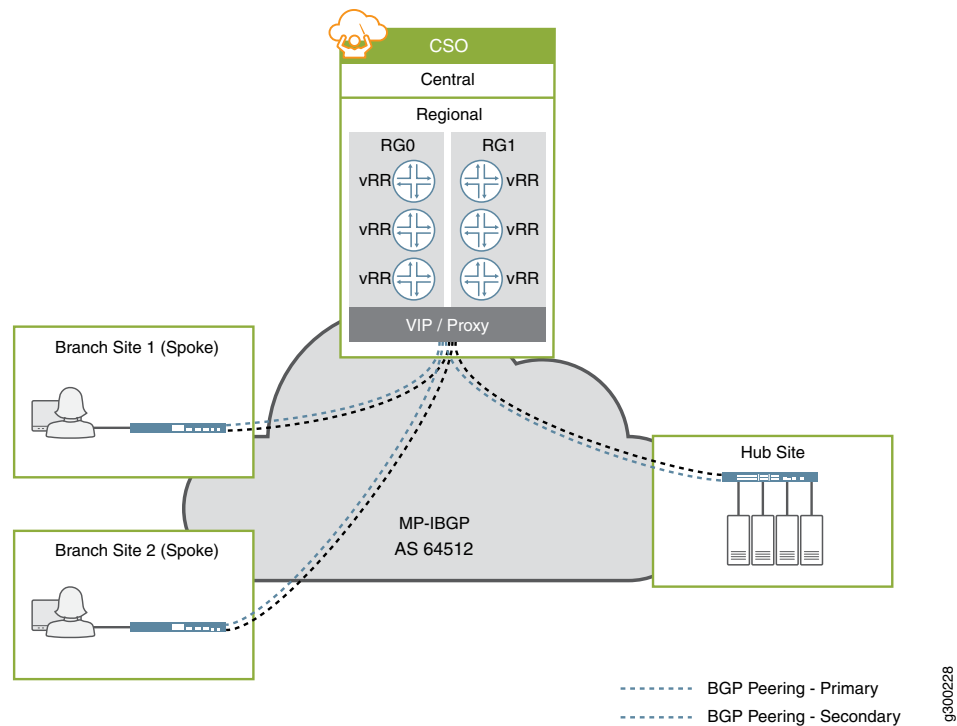 CSO
Central
Regional
RG0 RG1
vRR vRR
vRR vRR
vRR vRR
VIP / Proxy
Branch Site 1 (Spoke)
Hub Site
MP-IBGP
AS 64512
Branch Site 2 (Spoke)
BGP Peering - Primary
BGP Peering - Secondary
g300228